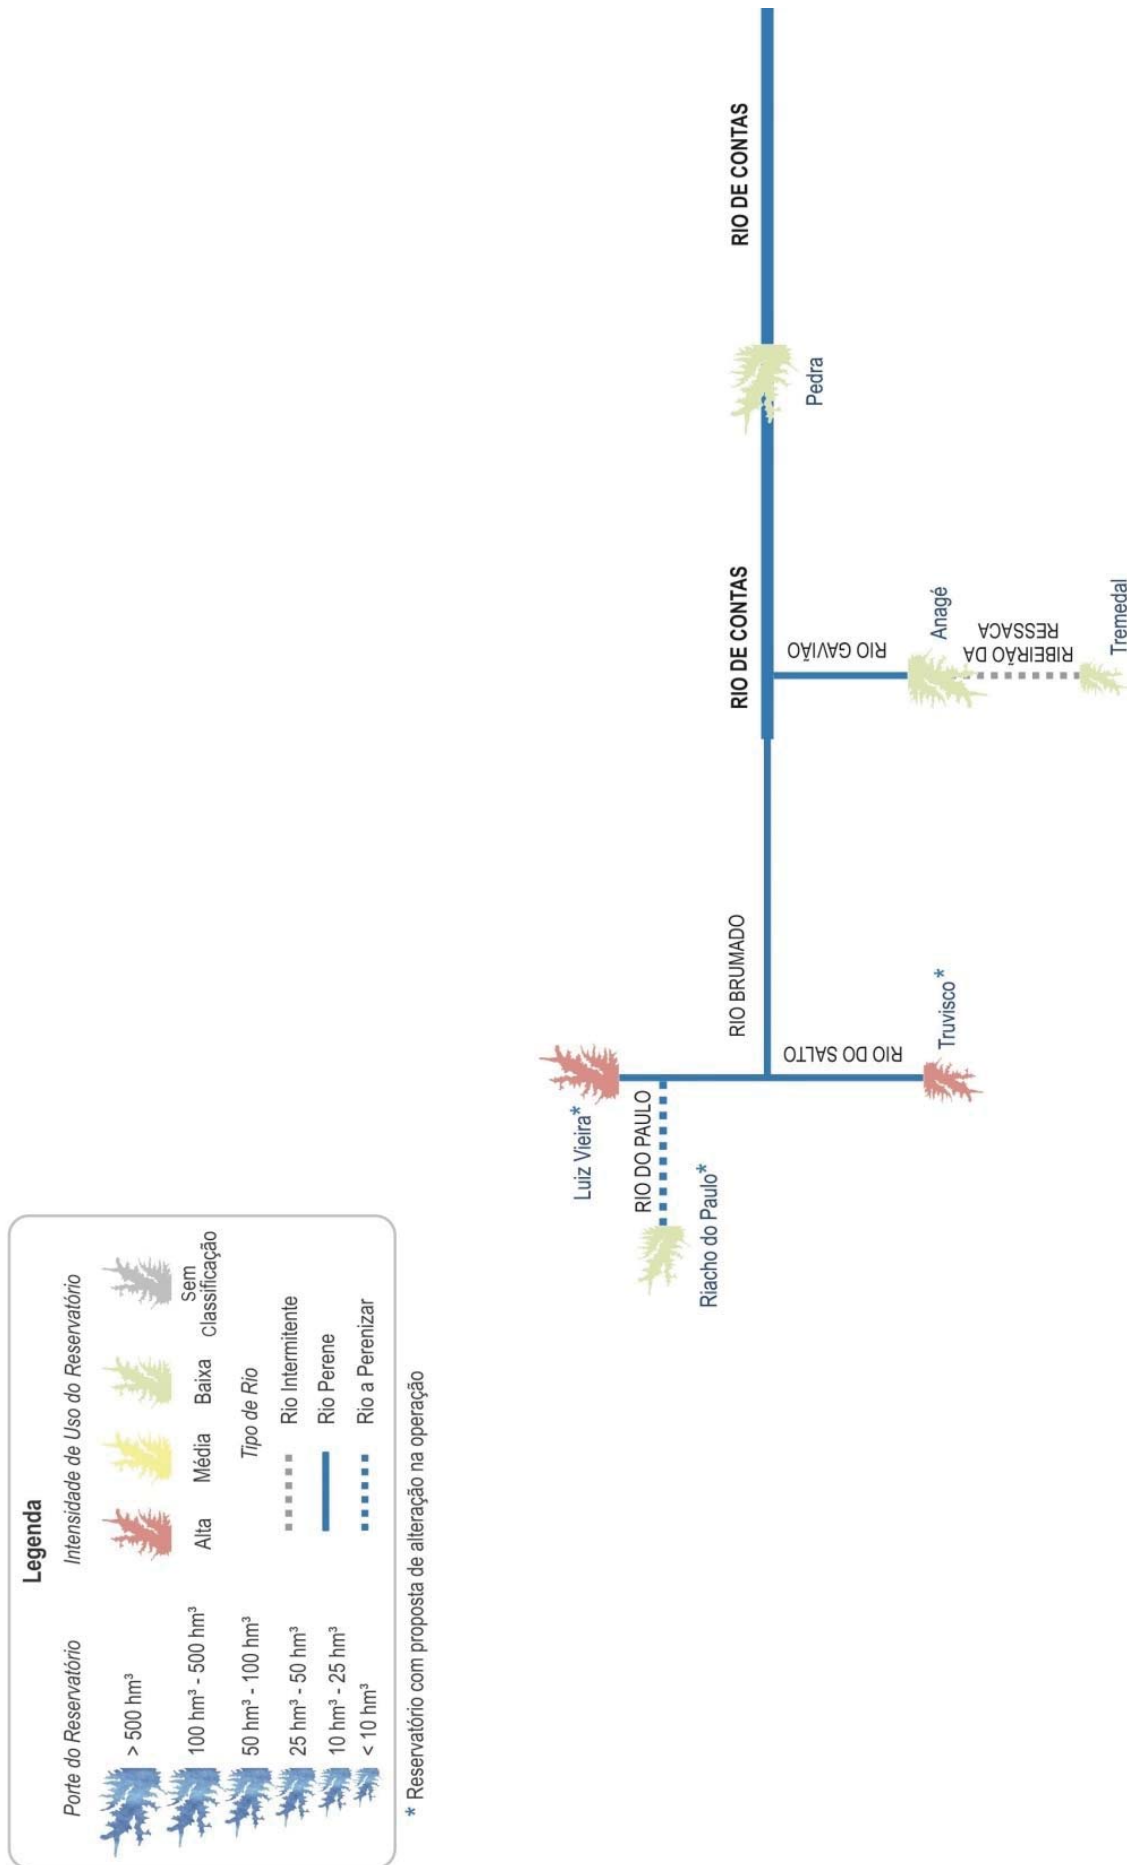 Legenda
Porte do Reservatório
> 500 hm³
100 hm³ - 500 hm³
50 hm³ - 100 hm³
25 hm³ - 50 hm³
10 hm³ - 25 hm³
< 10 hm³
Intensidade de Uso do Reservatório
Alta
Média
Baixa
Sem
Classificação
Tipo de Rio
Rio Intermitente
Rio Perene
Rio a Perenizar
* Reservatório com proposta de alteração na operação
Luiz Vieira*
RIO DO PAULO
Riacho do Paulo*
RIO BRUMADO
RIO DO SALTO
Truvisco*
RIO DE CONTAS
RIO GAVIÃO
Anagé
RIBEIRÃO DA
RESSACA
Tremedal
Pedra
RIO DE CONTAS